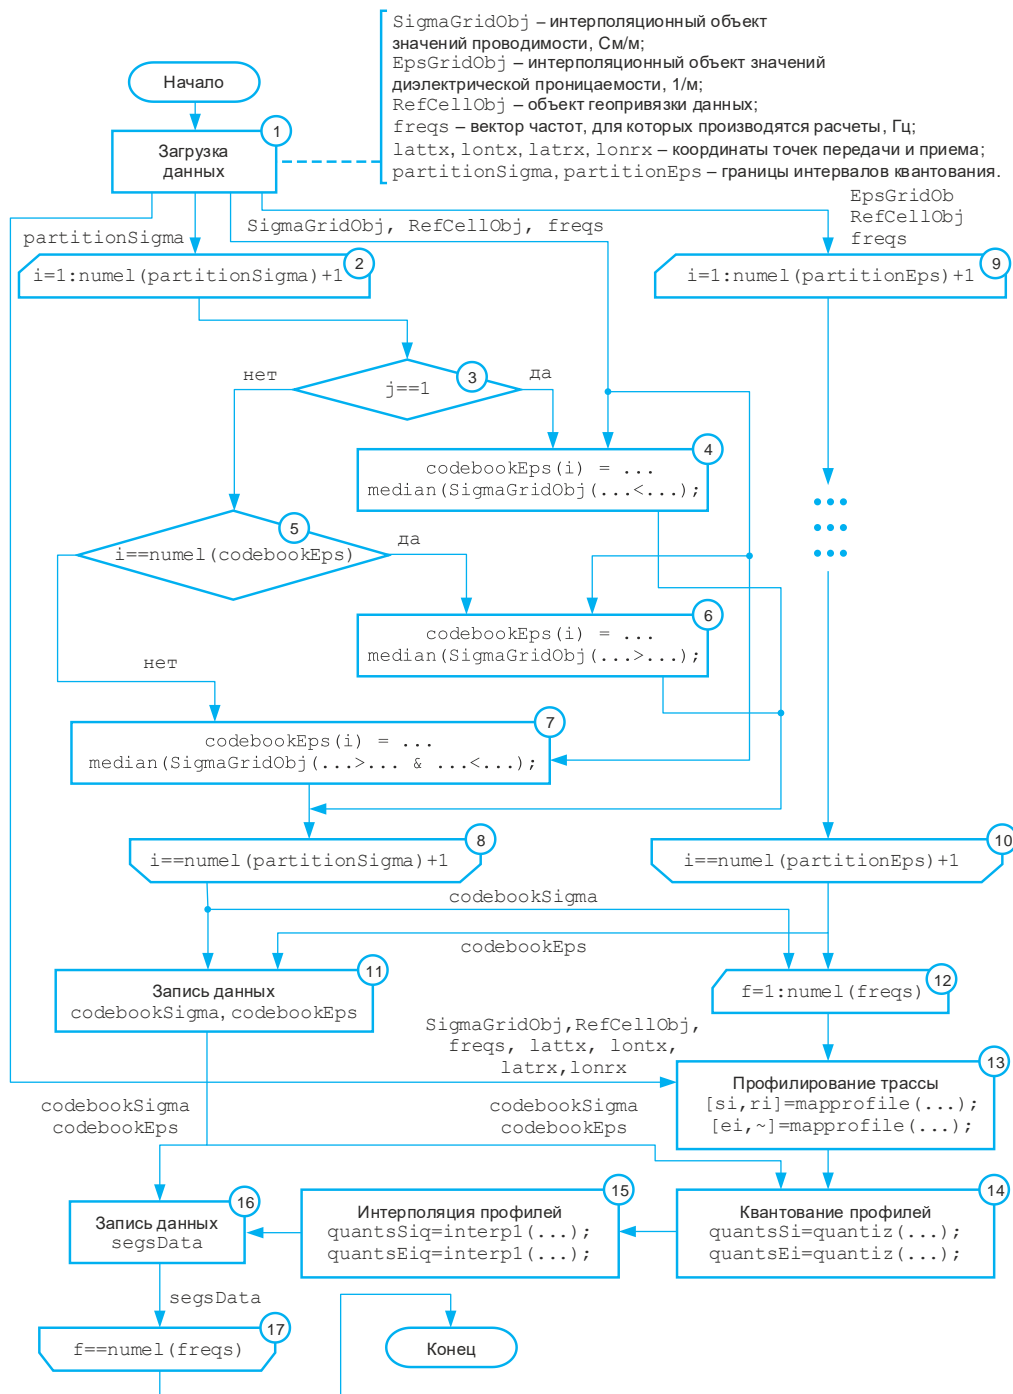 SigmaGridObj – интерполяционный объект
значений проводимости, См/м;
EpsGridObj – интерполяционный объект значений
диэлектрической проницаемости, 1/м;
RefCellObj – объект геопривязки данных;
freqs – вектор частот, для которых производятся расчеты, Гц;
lattx, lontx, latrx, lonrx – координаты точек передачи и приема;
partitionSigma, partitionEps – границы интервалов квантования.
Начало
1
Загрузка
данных
partitionSigma
SigmaGridObj, RefCellObj, freqs
EpsGridOb
RefCellObj
freqs
2
i=1:numel(partitionSigma)+1
9
i=1:numel(partitionEps)+1
3
j==1
нет
да
4
codebookEps(i) = ...
median(SigmaGridObj(...<...);
5
i==numel(codebookEps)
да
нет
6
codebookEps(i) = ...
median(SigmaGridObj(...>...);
7
codebookEps(i) = ...
median(SigmaGridObj(...>... & ...<...);
8
i==numel(partitionSigma)+1
10
i==numel(partitionEps)+1
codebookSigma
codebookEps
11
Запись данных
codebookSigma, codebookEps
12
f=1:numel(freqs)
SigmaGridObj,RefCellObj,
freqs, lattx, lontx,
latrx,lonrx
13
Профилирование трассы
[si,ri]=mapprofile(...);
[ei,~]=mapprofile(...);
codebookSigma
codebookEps
codebookSigma
codebookEps
14
Квантование профилей
quantsSi=quantiz(...);
quantsEi=quantiz(...);
15
Интерполяция профилей
quantsSiq=interp1(...);
quantsEiq=interp1(...);
16
Запись данных
segsData
segsData
17
f==numel(freqs)
Конец